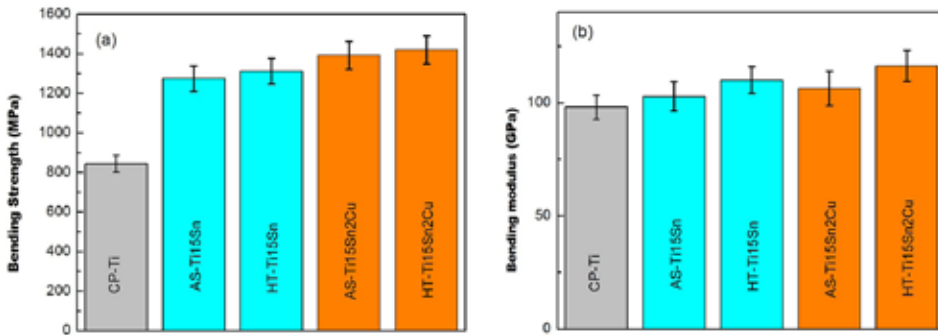 (a)
Bending Strength (MPa)
1600
1400
1200
1000
800
600
400
200
0
CP-Ti
AS-Ti15Sn
HT-Ti15Sn
AS-Ti15Sn2Cu
HT-Ti15Sn2Cu
(b)
Bending modulus (GPa)
100
50
0
CP-Ti
AS-Ti15Sn
HT-Ti15Sn
AS-Ti15Sn2Cu
HT-Ti15Sn2Cu